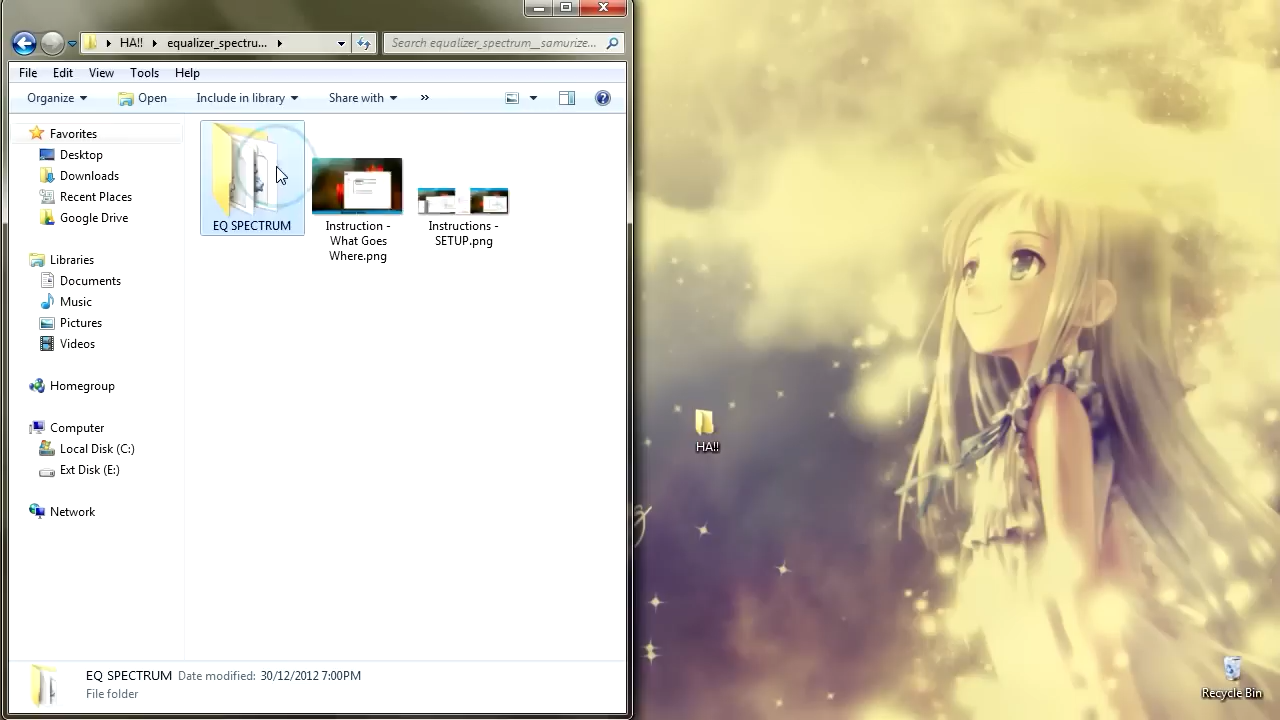 HA!! equalizer_spectru... Search equalizer_spectrum__samurize...
File Edit View Tools Help
Organize Open Include in library Share with »
Favorites
Desktop
Downloads
Recent Places
Google Drive
Libraries
Documents
Music
Pictures
Videos
Homegroup
Computer
Local Disk (C:)
Ext Disk (E:)
Network
EQ SPECTRUM
Instruction -
What Goes
Where.png
Instructions -
SETUP.png
EQ SPECTRUM Date modified: 30/12/2012 7:00PM
File folder
HA!!
Recycle Bin